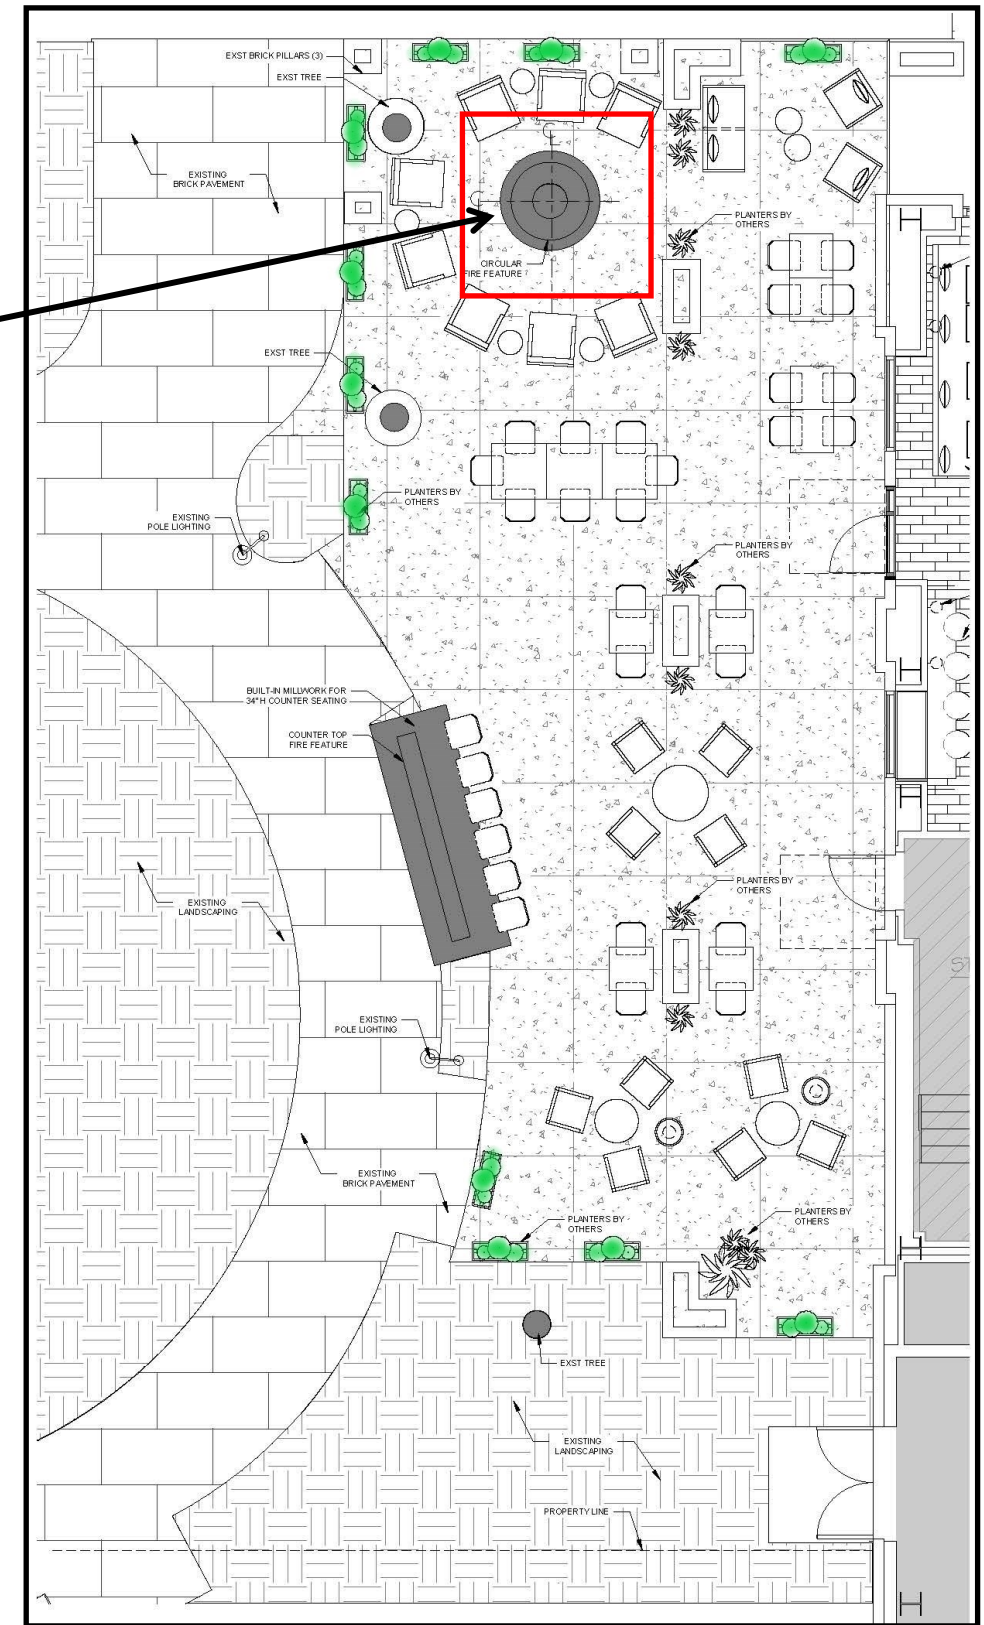 EXST BRICK PILLARS (3)
EXST TREE
EXISTING
BRICK PAVEMENT
PLANTERS BY
OTHERS
CIRCULAR
FIRE FEATURE
EXST TREE
PLANTERS BY
OTHERS
EXISTING
POLE LIGHTING
PLANTERS BY
OTHERS
BUILT-IN MILLWORK FOR
34"H COUNTER SEATING
COUNTER TOP
FIRE FEATURE
PLANTERS BY
OTHERS
EXISTING
LANDSCAPING
EXISTING
POLE LIGHTING
EXISTING
BRICK PAVEMENT
PLANTERS BY
OTHERS
PLANTERS BY
OTHERS
EXST TREE
EXISTING
LANDSCAPING
PROPERTY LINE